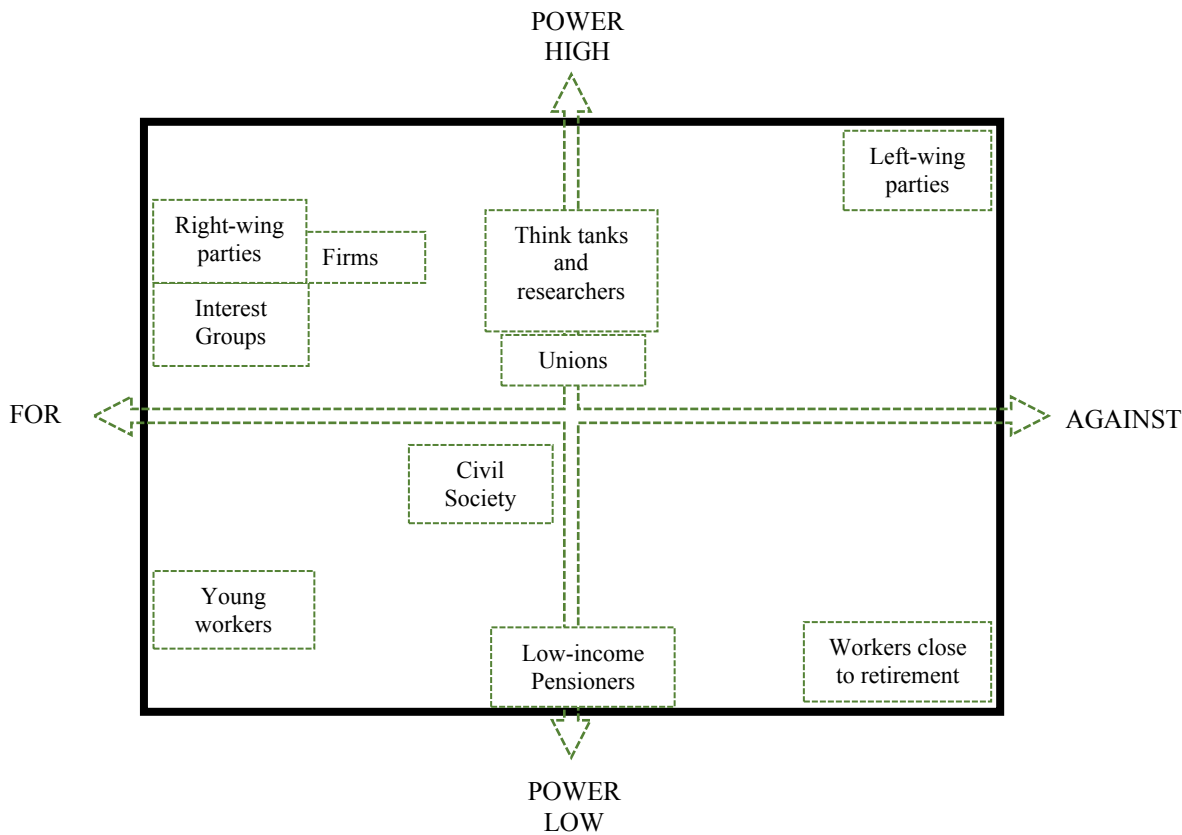 POWER
HIGH
Left-wing
parties
Right-wing
parties
Firms
Think tanks
and
researchers
Interest
Groups
Unions
FOR
AGAINST
Civil
Society
Young
workers
Low-income
Pensioners
Workers close
to retirement
POWER
LOW